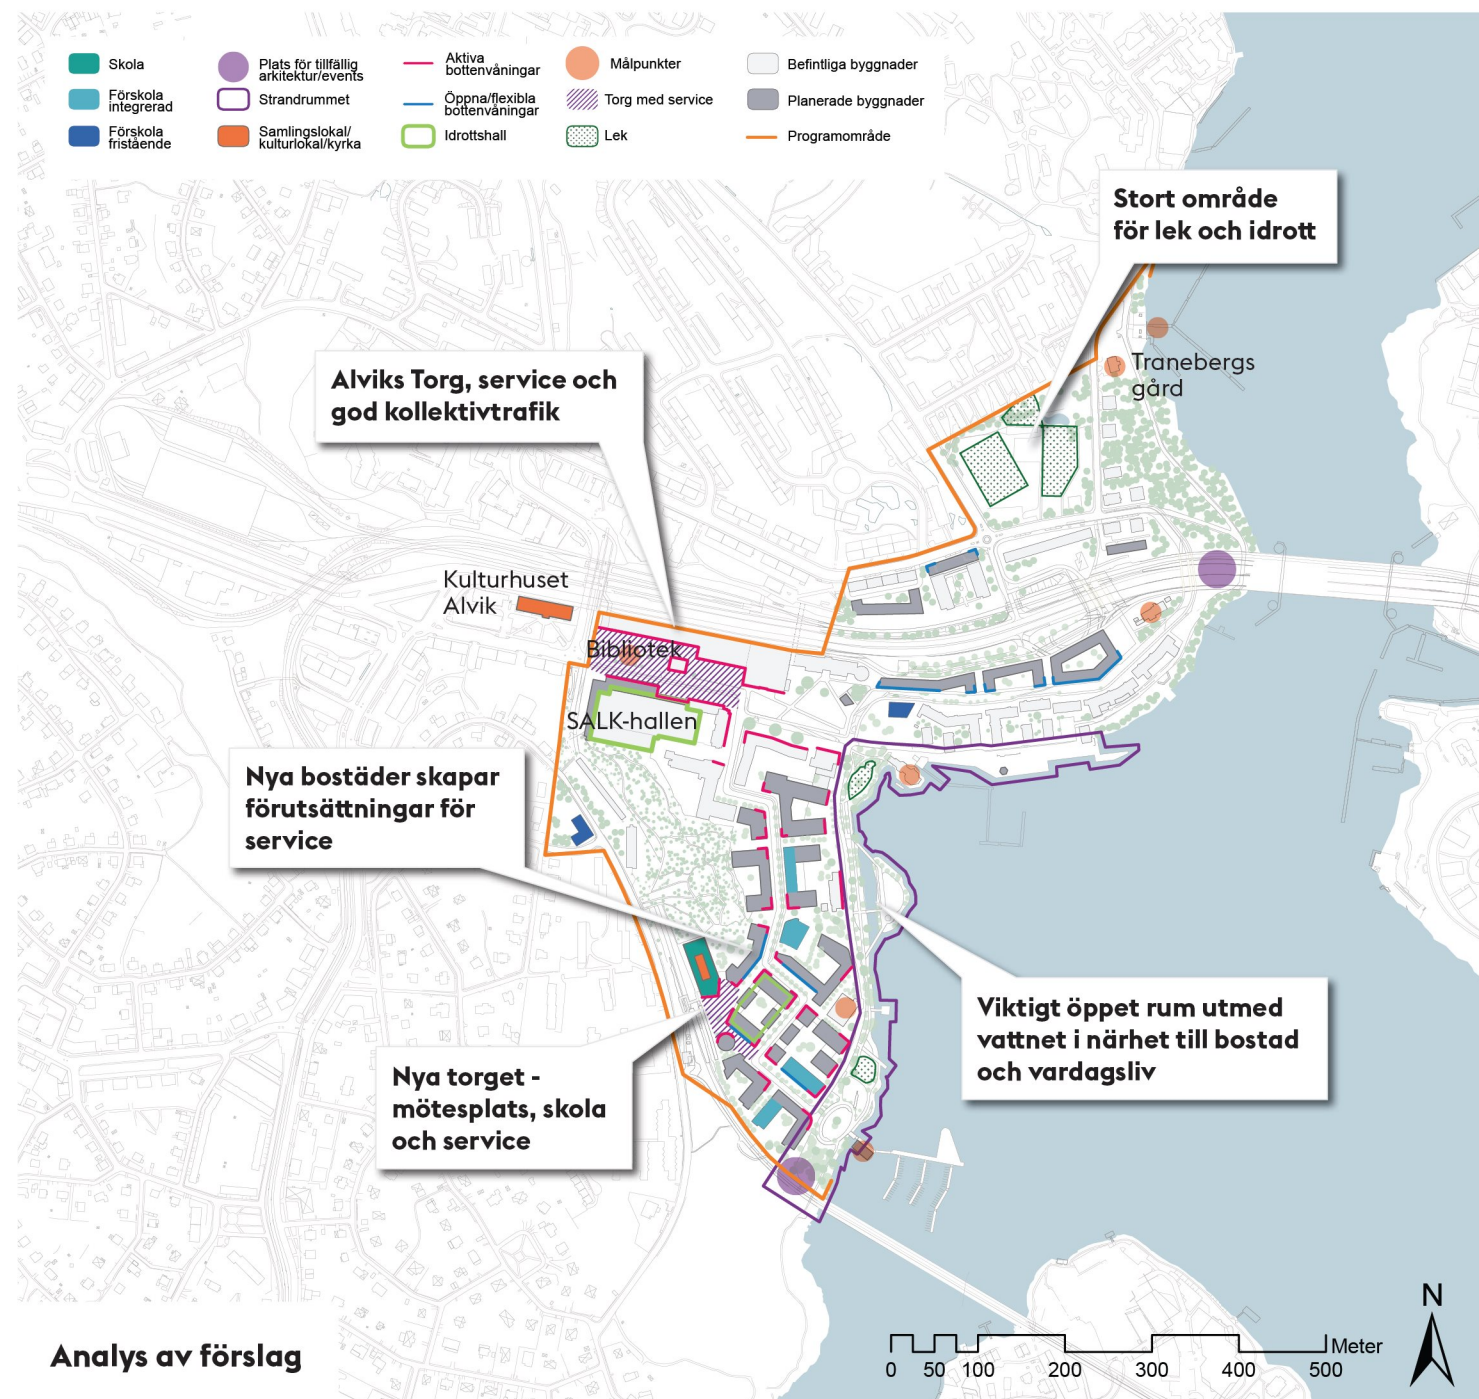 Skola
Förskola
integrerad
Förskola
fristående
Plats för tillfällig
arkitektur/events
Strandrummet
Samlingslokal/
kulturlokal/kyrka
Aktiva
bottenvåningar
Öppna/flexibla
bottenvåningar
Idrottshall
Målpunkter
Torg med service
Lek
Befintliga byggnader
Planerade byggnader
Programområde
Stort område
för lek och idrott
Alviks Torg, service och
god kollektivtrafik
Tranebergs
gård
Kulturhuset
Alvik
Bibliotek
SALK-hallen
Nya bostäder skapar
förutsättningar för
service
Viktigt öppet rum utmed
vattnet i närhet till bostad
och vardagsliv
Nya torget -
mötesplats, skola
och service
Analys av förslag
N
Meter
0 50 100 200 300 400 500